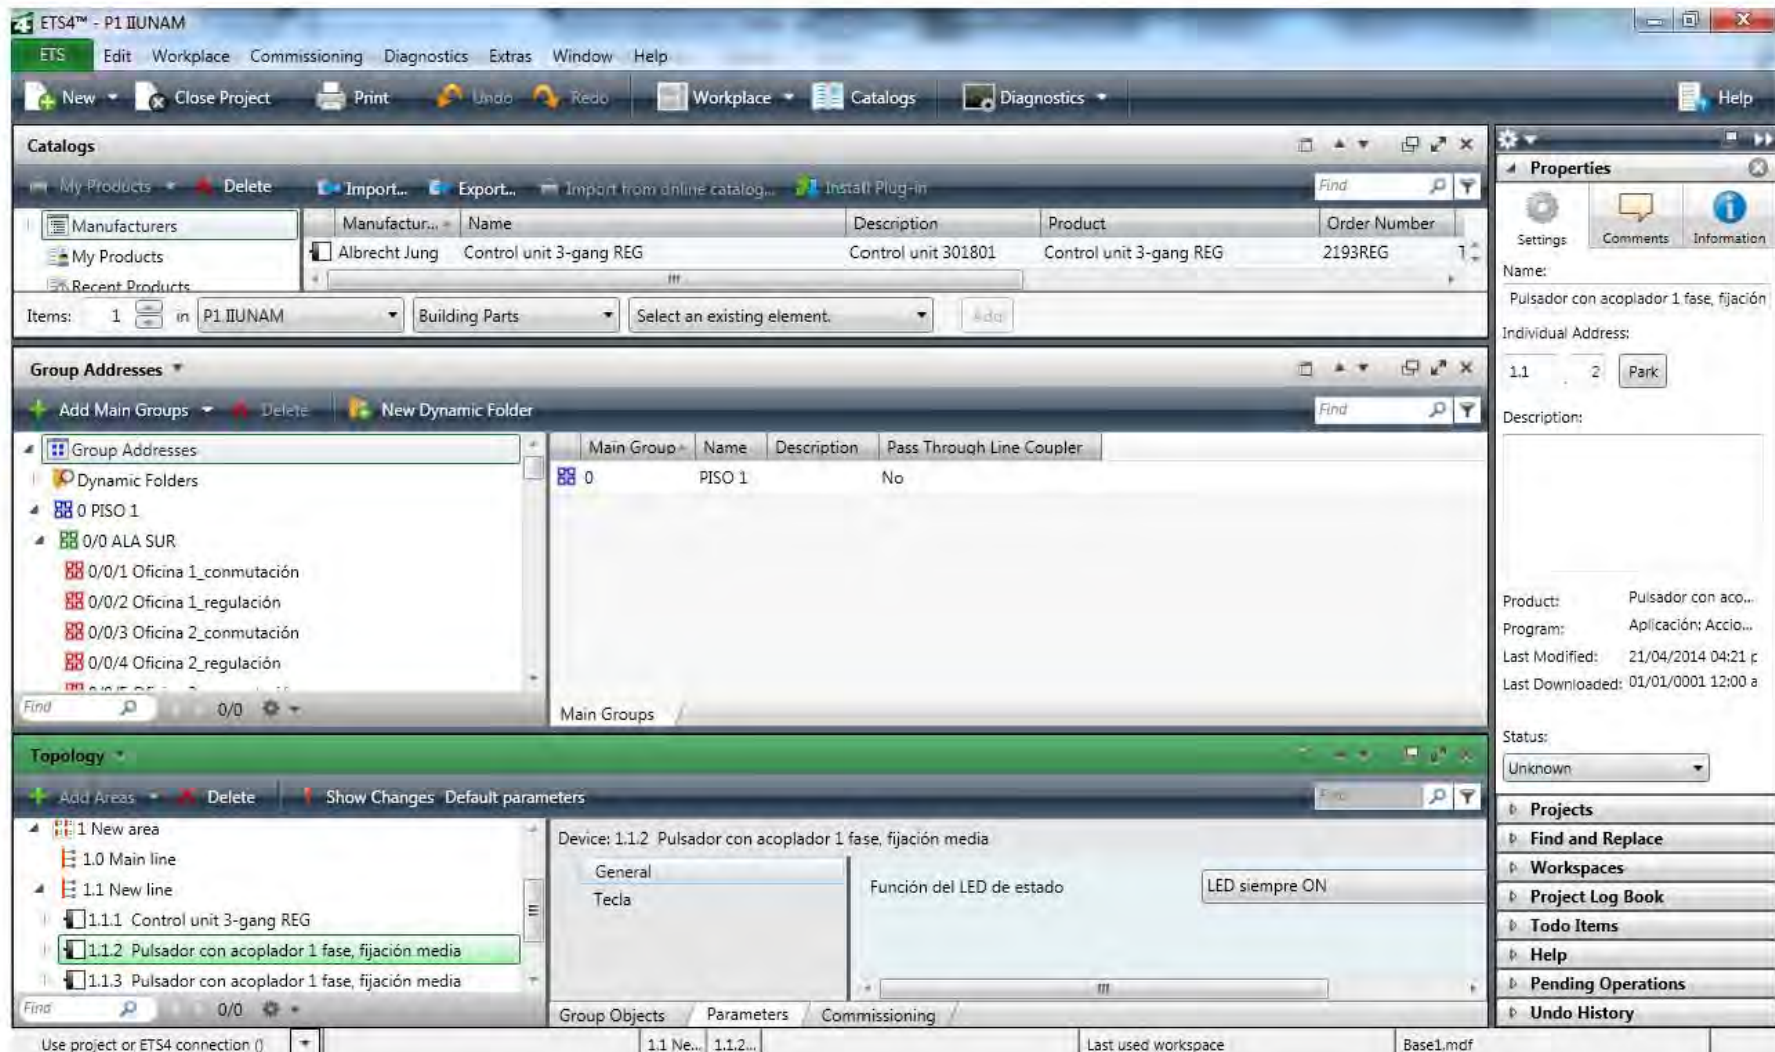 ETS4™ - P1 IIUNAM
ETS Edit Workplace Commissioning Diagnostics Extras Window Help
New Close Project Print Undo Redo Workplace Catalogs Diagnostics Help
Catalogs
My Products Delete Import... Export... Import from online catalog... Install Plug-in Find
Manufacturers
My Products
Recent Products
Manufactur... Name Description Product Order Number
Albrecht Jung Control unit 3-gang REG Control unit 301801 Control unit 3-gang REG 2193REG
Items: 1 in P1 IIUNAM Building Parts Select an existing element. Add
Group Addresses
Add Main Groups Delete New Dynamic Folder Find
Group Addresses
Dynamic Folders
0 PISO 1
0/0 ALA SUR
0/0/1 Oficina 1_conmutación
0/0/2 Oficina 1_regulación
0/0/3 Oficina 2_conmutación
0/0/4 Oficina 2_regulación
Find 0/0
Main Group Name Description Pass Through Line Coupler
0 PISO 1 No
Main Groups
Topology
Add Areas Delete Show Changes Default parameters Find
1 New area
1.0 Main line
1.1 New line
1.1.1 Control unit 3-gang REG
1.1.2 Pulsador con acoplador 1 fase, fijación media
1.1.3 Pulsador con acoplador 1 fase, fijación media
Find 0/0
Device: 1.1.2 Pulsador con acoplador 1 fase, fijación media
General
Tecla
Función del LED de estado LED siempre ON
Group Objects Parameters Commissioning
Properties
Settings Comments Information
Name:
Pulsador con acoplador 1 fase, fijación
Individual Address:
1.1 . 2 Park
Description:
Product: Pulsador con aco...
Program: Aplicación: Accio...
Last Modified: 21/04/2014 04:21 p
Last Downloaded: 01/01/0001 12:00 a
Status:
Unknown
Projects
Find and Replace
Workspaces
Project Log Book
Todo Items
Help
Pending Operations
Undo History
Use project or ETS4 connection () 1.1 Ne... 1.1.2... Last used workspace Base1.mdf